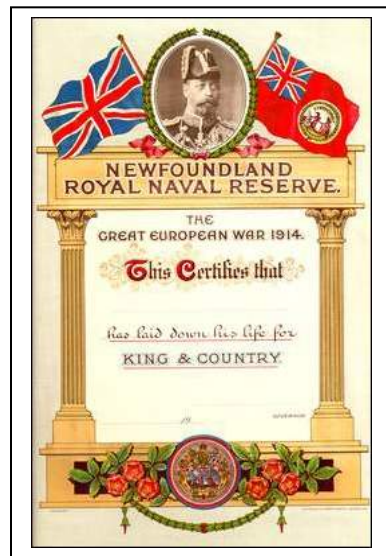 NEWFOUNDLAND
ROYAL NAVAL RESERVE.
THE
GREAT EUROPEAN WAR 1914.
This Certifies that
has laid down his life for
KING & COUNTRY.
19
GOVERNOR